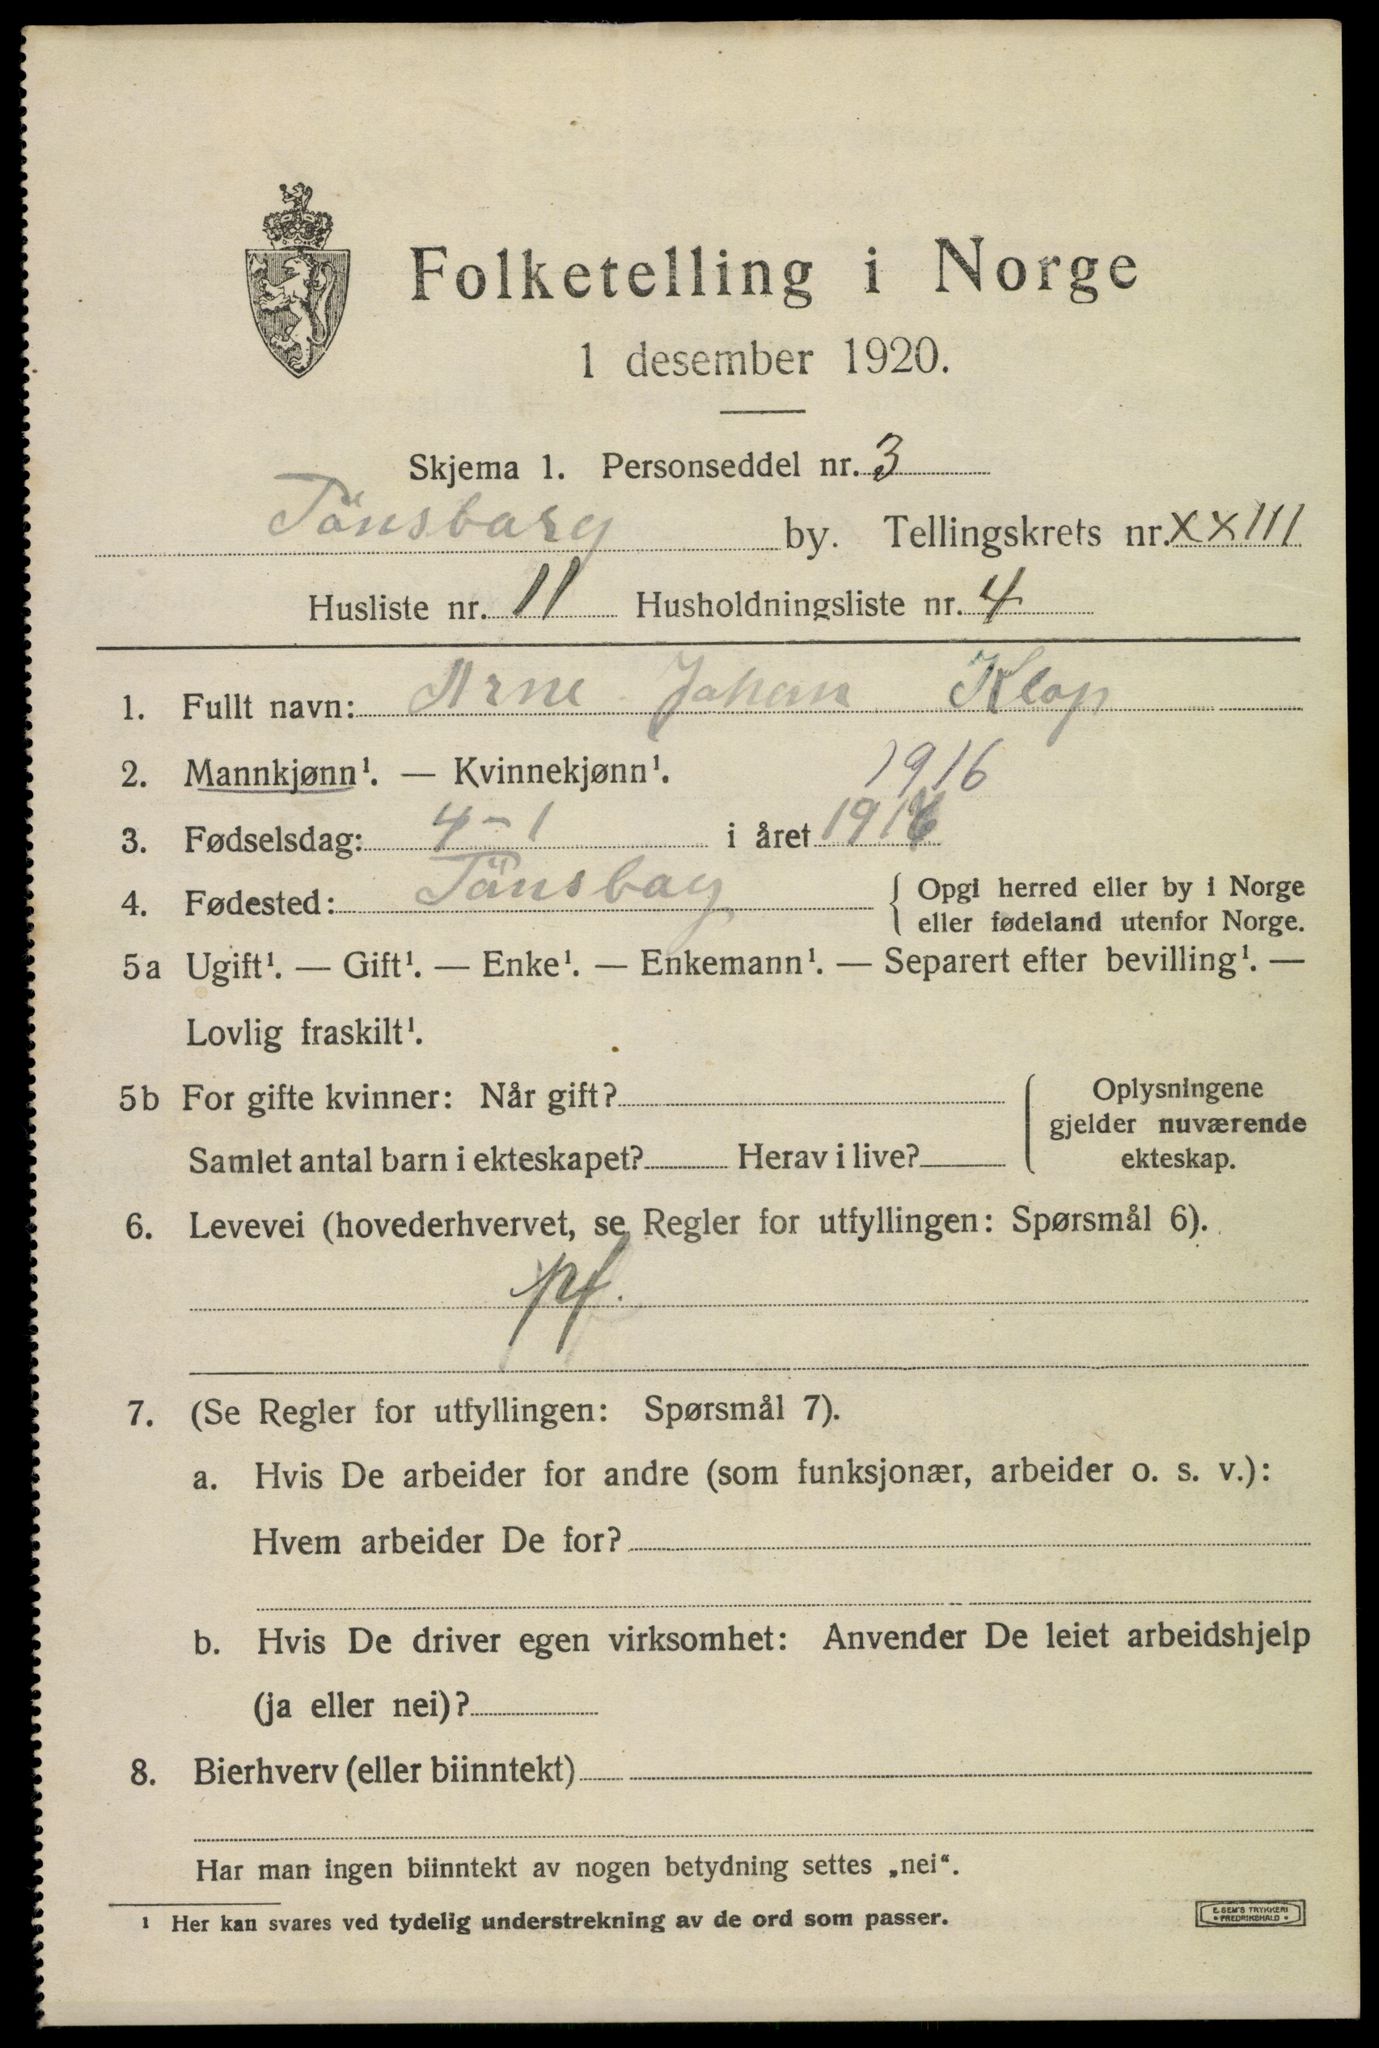 Folketelling i Norge
1 desember 1920.
Skjema 1. Personseddel nr. 3
Tönsbarg by. Tellingskrets nr. XXIII
Husliste nr. 11 Husholdningsliste nr. 4
1. Fullt navn: Arne Johan Klop
2. Mannkjønn¹. — Kvinnekjønn¹. 1916
3. Fødselsdag: 4-1 i året 1916
4. Fødested: Tönsbag { Opgi herred eller by i Norge
eller fødeland utenfor Norge.
5a Ugift¹. — Gift¹. — Enke¹. — Enkemann¹. — Separert efter bevilling¹. —
Lovlig fraskilt¹.
5b For gifte kvinner: Når gift? Oplysningene
gjelder nuværende
Samlet antal barn i ekteskapet? Herav i live? ekteskap.
6. Levevei (hovederhvervet, se Regler for utfyllingen: Spørsmål 6).
pf.
7. (Se Regler for utfyllingen: Spørsmål 7).
a. Hvis De arbeider for andre (som funksjonær, arbeider o. s. v.):
Hvem arbeider De for?
b. Hvis De driver egen virksomhet: Anvender De leiet arbeidshjelp
(ja eller nei)?
8. Bierhverv (eller biinntekt)
Har man ingen biinntekt av nogen betydning settes „nei“.
¹ Her kan svares ved tydelig understrekning av de ord som passer.
E. SEM'S TRYKKERI
• FREDRIKSHALD •